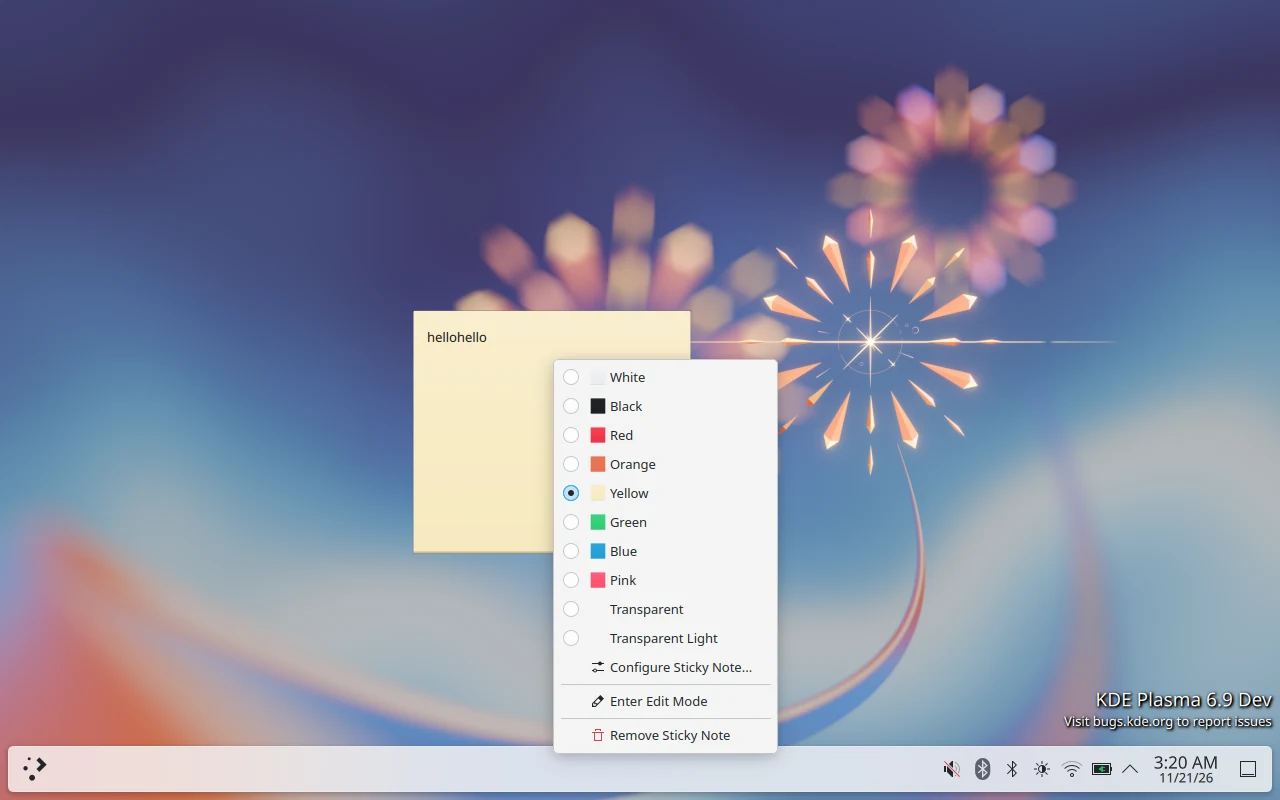 hellohello
White
Black
Red
Orange
Yellow
Green
Blue
Pink
Transparent
Transparent Light
Configure Sticky Note...
Enter Edit Mode
Remove Sticky Note
KDE Plasma 6.9 Dev
Visit bugs.kde.org to report issues
3:20 AM
11/21/26